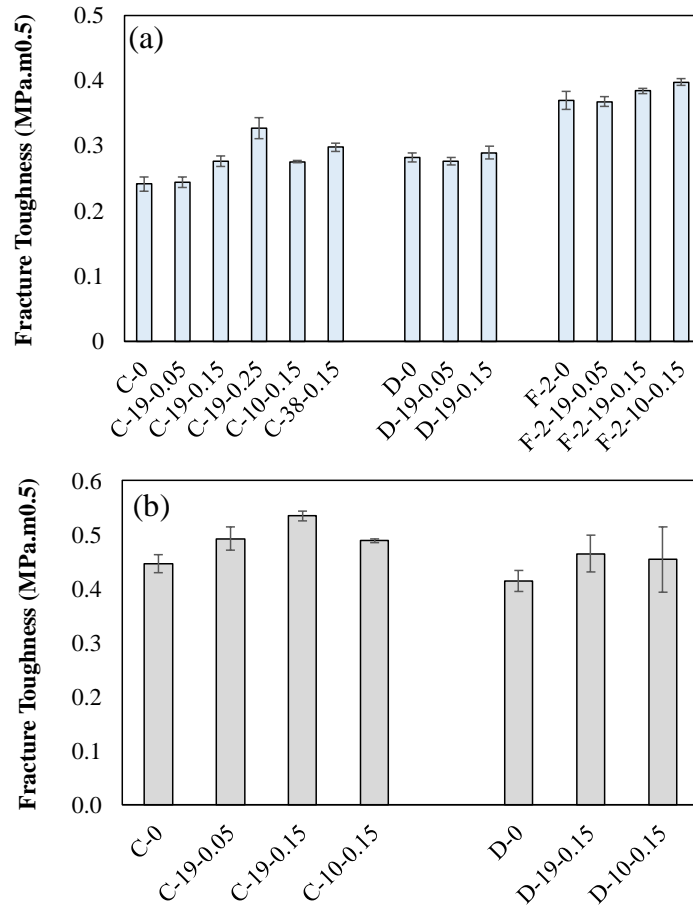 (a)
Fracture Toughness (MPa.m0.5)
0.5
0.4
0.3
0.2
0.1
0
C-0
C-19-0.05
C-19-0.15
C-19-0.25
C-10-0.15
C-38-0.15
D-0
D-19-0.05
D-19-0.15
F-2-0
F-2-19-0.05
F-2-19-0.15
F-2-10-0.15
(b)
Fracture Toughness (MPa.m0.5)
0.6
0.5
0.4
0.3
0.2
0.1
0.0
C-0
C-19-0.05
C-19-0.15
C-10-0.15
D-0
D-19-0.15
D-10-0.15